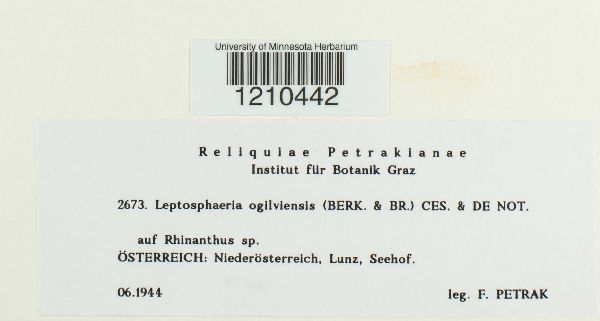 University of Minnesota Herbarium
1210442
Reliquiae Petrakianae
Institut für Botanik Graz
2673. Leptosphaeria ogilviensis (BERK. & BR.) CES. & DE NOT.
auf Rhinanthus sp.
ÖSTERREICH: Niederösterreich, Lunz, Seehof.
06.1944 leg. F. PETRAK